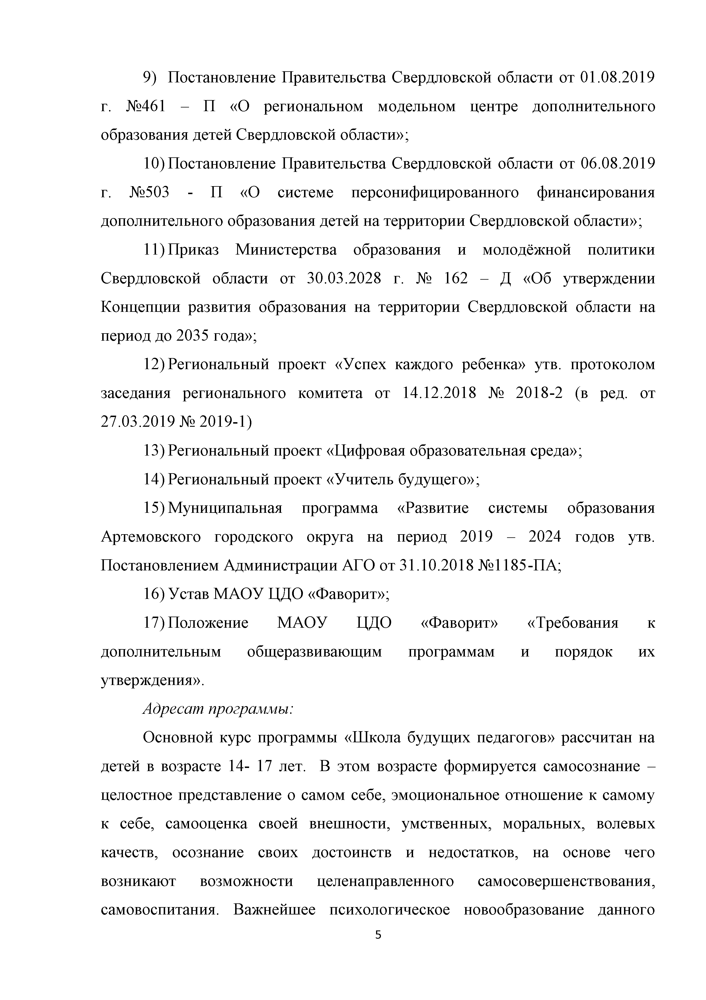 9) Постановление Правительства Свердловской области от 01.08.2019
г. №461 – П «О региональном модельном центре дополнительного
образования детей Свердловской области»;
10) Постановление Правительства Свердловской области от 06.08.2019
г. №503 - П «О системе персонифицированного финансирования
дополнительного образования детей на территории Свердловской области»;
11) Приказ Министерства образования и молодёжной политики
Свердловской области от 30.03.2028 г. № 162 – Д «Об утверждении
Концепции развития образования на территории Свердловской области на
период до 2035 года»;
12) Региональный проект «Успех каждого ребенка» утв. протоколом
заседания регионального комитета от 14.12.2018 № 2018-2 (в ред. от
27.03.2019 № 2019-1)
13) Региональный проект «Цифровая образовательная среда»;
14) Региональный проект «Учитель будущего»;
15) Муниципальная программа «Развитие системы образования
Артемовского городского округа на период 2019 – 2024 годов утв.
Постановлением Администрации АГО от 31.10.2018 №1185-ПА;
16) Устав МАОУ ЦДО «Фаворит»;
17) Положение МАОУ ЦДО «Фаворит» «Требования к
дополнительным общеразвивающим программам и порядок их
утверждения».
Адресат программы:
Основной курс программы «Школа будущих педагогов» рассчитан на
детей в возрасте 14- 17 лет. В этом возрасте формируется самосознание –
целостное представление о самом себе, эмоциональное отношение к самому
к себе, самооценка своей внешности, умственных, моральных, волевых
качеств, осознание своих достоинств и недостатков, на основе чего
возникают возможности целенаправленного самосовершенствования,
самовоспитания. Важнейшее психологическое новообразование данного
5